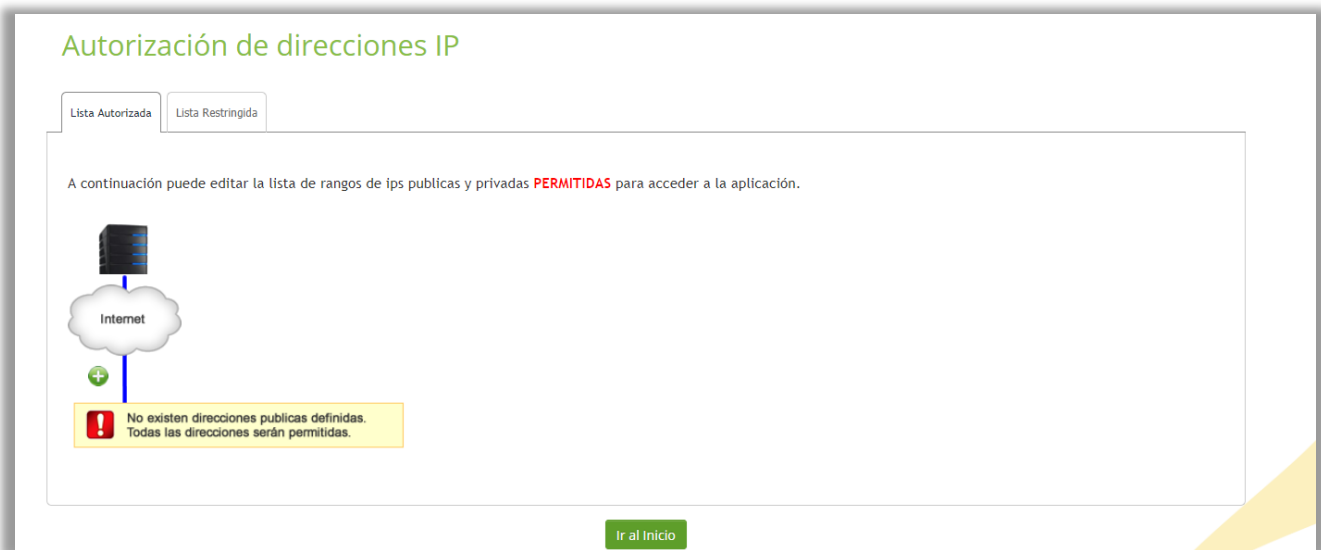 Autorización de direcciones IP
Lista Autorizada
Lista Restringida
A continuación puede editar la lista de rangos de ips publicas y privadas PERMITIDAS para acceder a la aplicación.
Internet
No existen direcciones publicas definidas.
Todas las direcciones serán permitidas.
Ir al Inicio